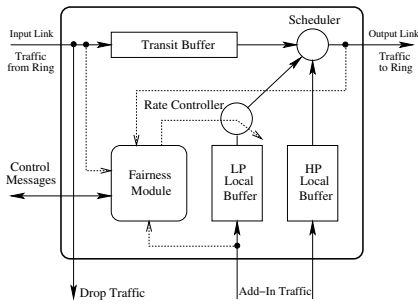 Scheduler
Input Link
Output Link
Traffic
from Ring
Transit Buffer
Traffic
to Ring
Rate Controller
Control
Messages
Fairness
Module
LP
Local
Buffer
HP
Local
Buffer
Drop Traffic
Add-In Traffic